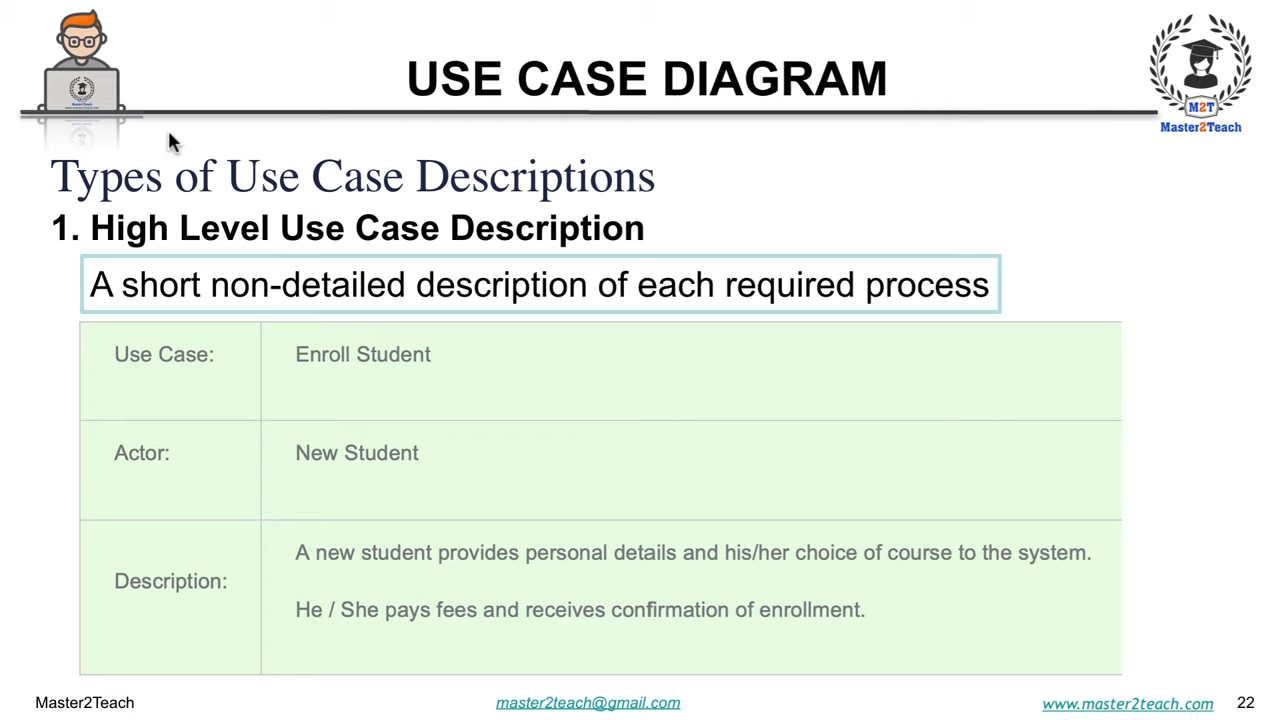 USE CASE DIAGRAM
M2T
Master2Teach
Types of Use Case Descriptions
1. High Level Use Case Description
A short non-detailed description of each required process
Use Case: Enroll Student
Actor: New Student
Description: A new student provides personal details and his/her choice of course to the system.
He / She pays fees and receives confirmation of enrollment.
Master2Teach master2teach@gmail.com www.master2teach.com 22